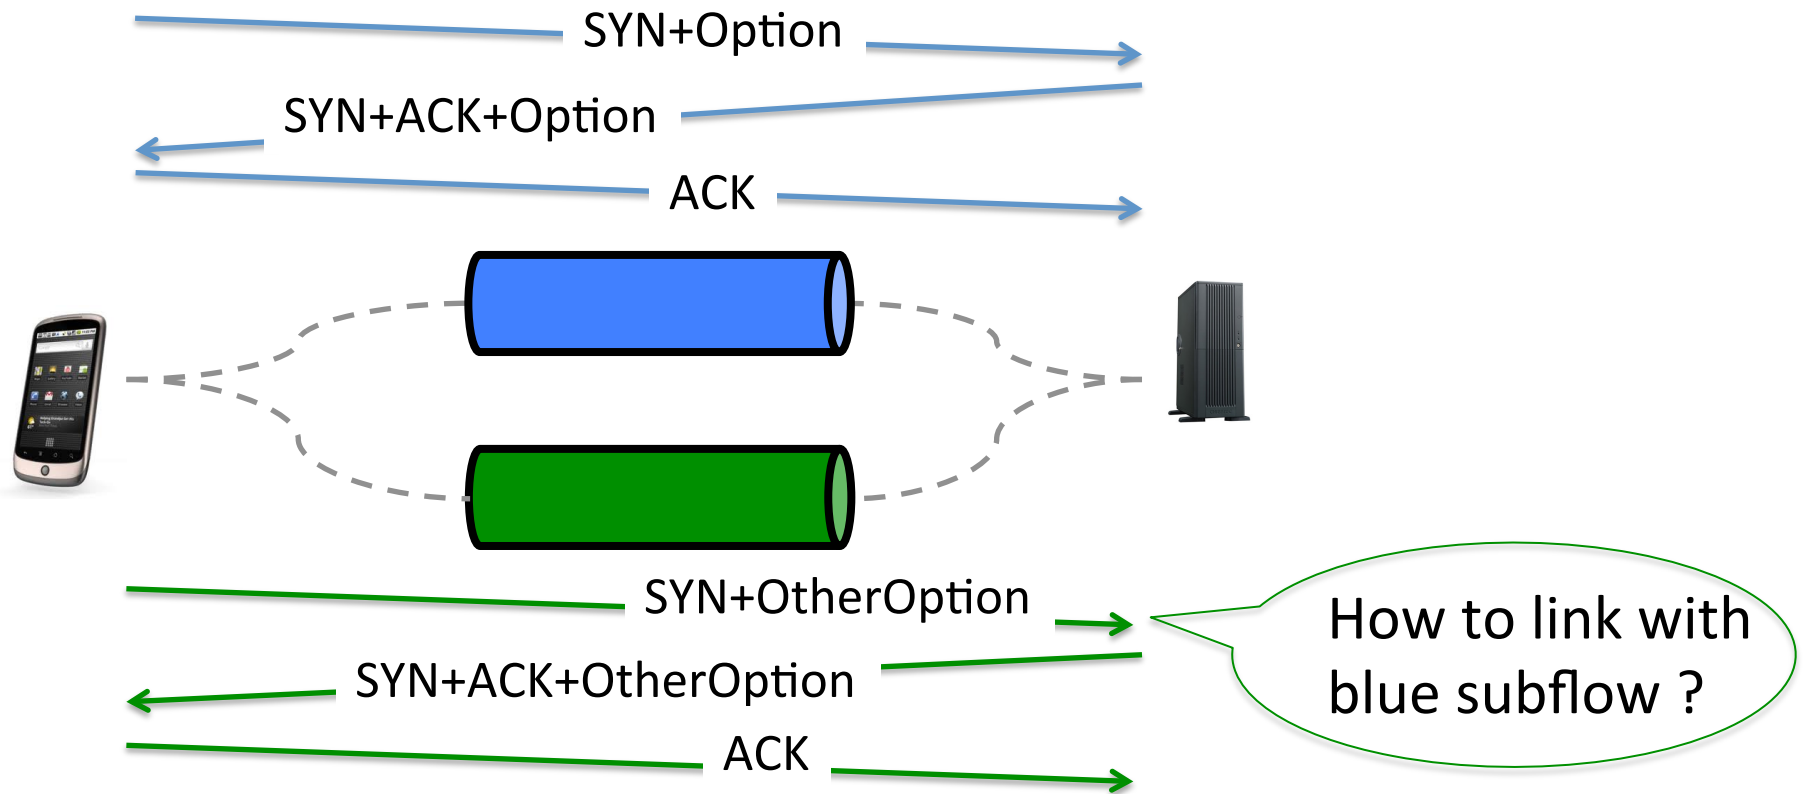 SYN+Option
SYN+ACK+Option
ACK
SYN+OtherOption
SYN+ACK+OtherOption
ACK
How to link with
blue subflow ?